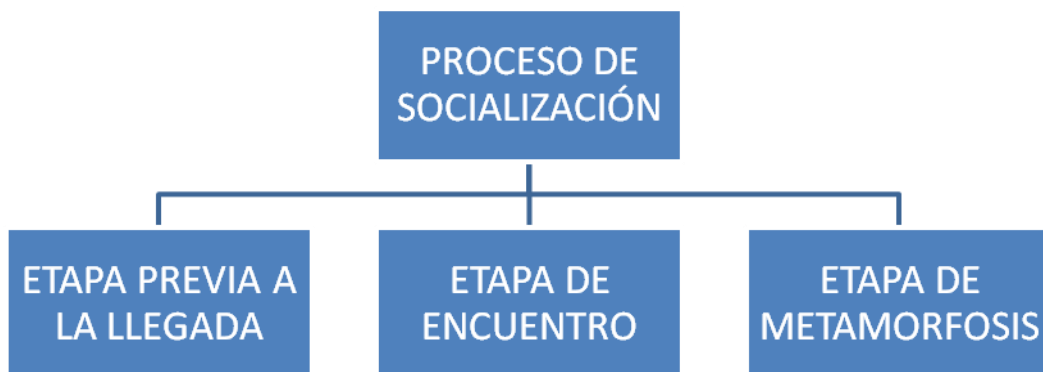 PROCESO DE
SOCIALIZACIÓN
ETAPA PREVIA A
LA LLEGADA
ETAPA DE
ENCUENTRO
ETAPA DE
METAMORFOSIS